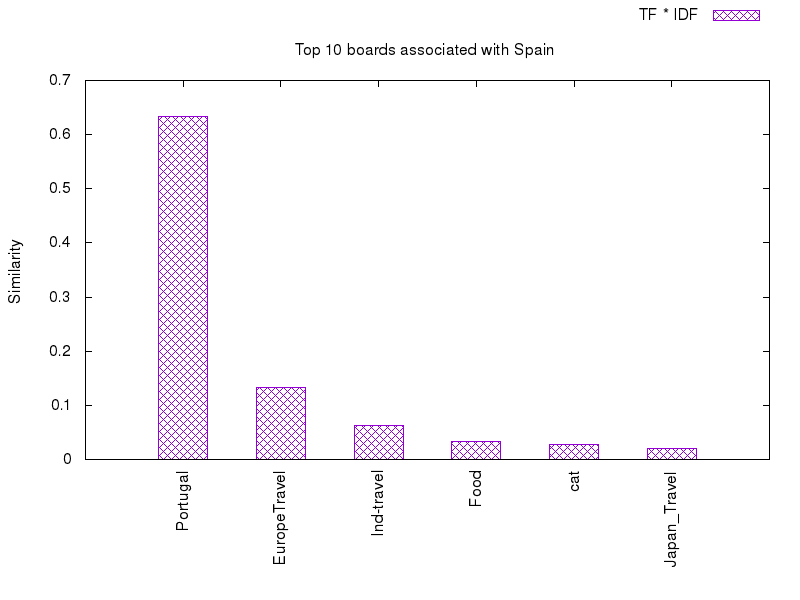 TF * IDF
Top 10 boards associated with Spain
Similarity
0.7
0.6
0.5
0.4
0.3
0.2
0.1
0
Portugal
EuropeTravel
Ind-travel
Food
cat
Japan_Travel